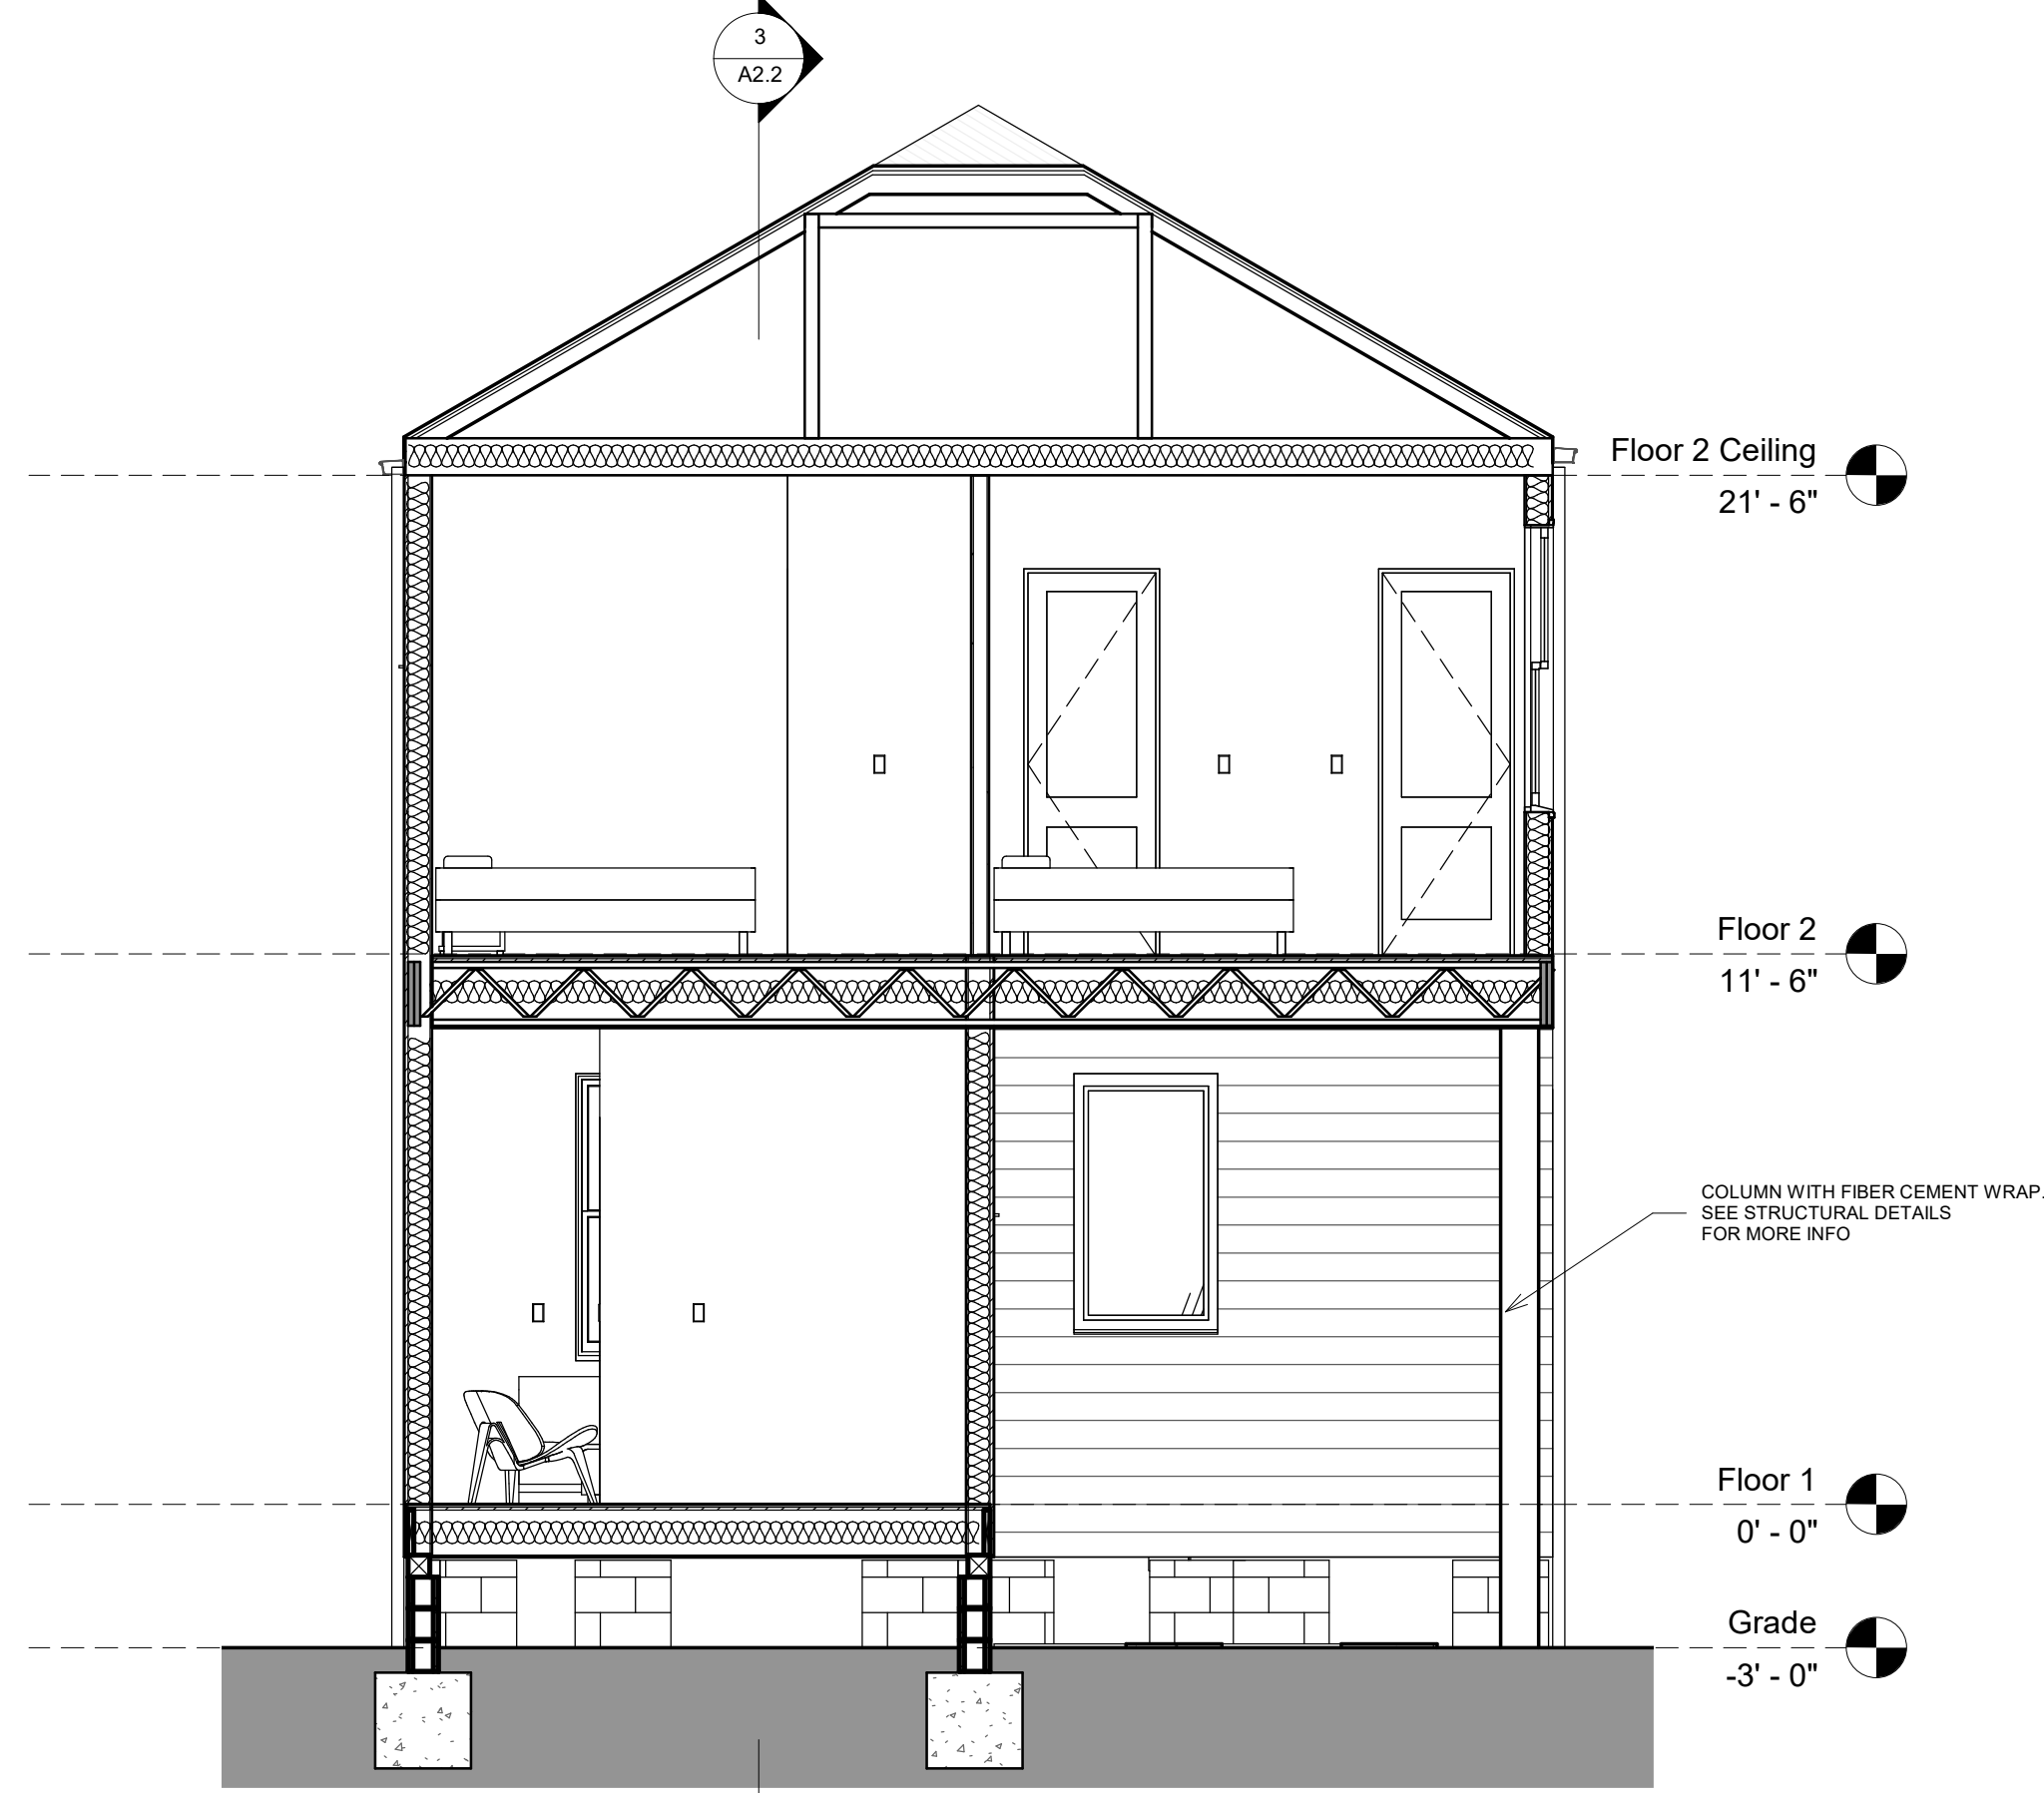 3
A2.2
Floor 2 Ceiling
21' - 6"
Floor 2
11' - 6"
COLUMN WITH FIBER CEMENT WRAP.
SEE STRUCTURAL DETAILS
FOR MORE INFO
Floor 1
0' - 0"
Grade
-3' - 0"